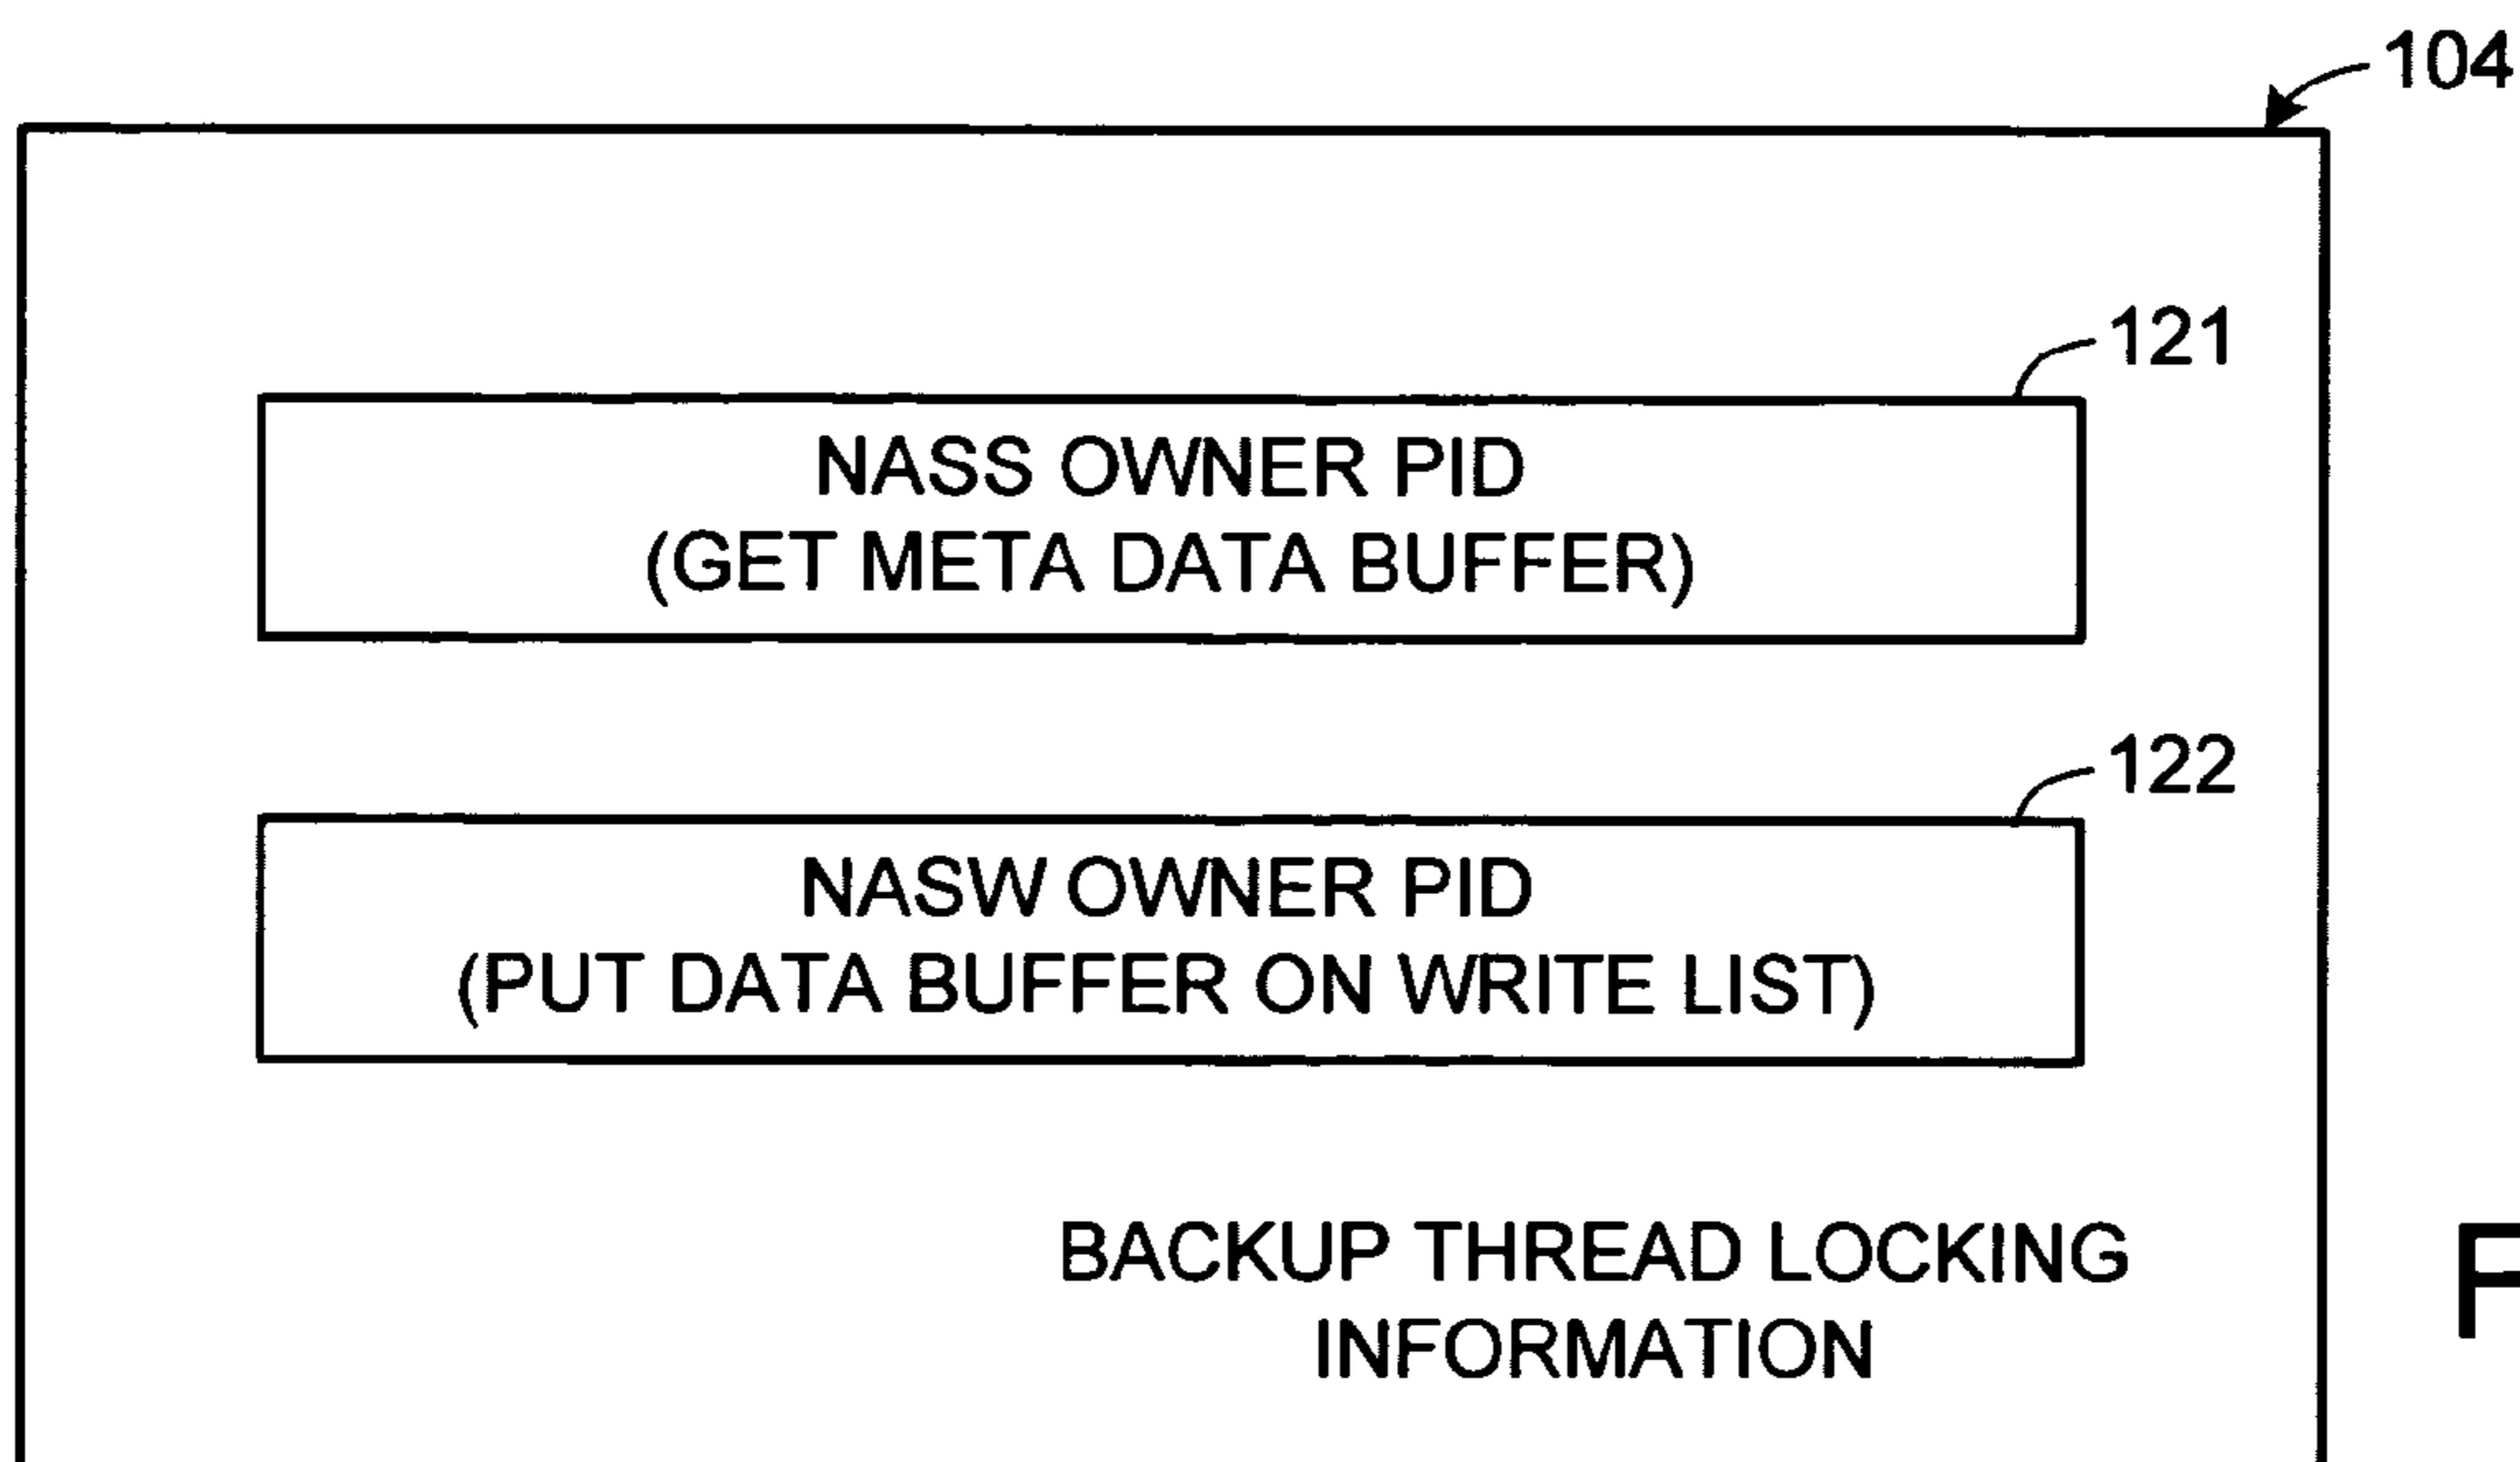 104
121
NASS OWNER PID
(GET META DATA BUFFER)
122
NASW OWNER PID
(PUT DATA BUFFER ON WRITE LIST)
BACKUP THREAD LOCKING
INFORMATION